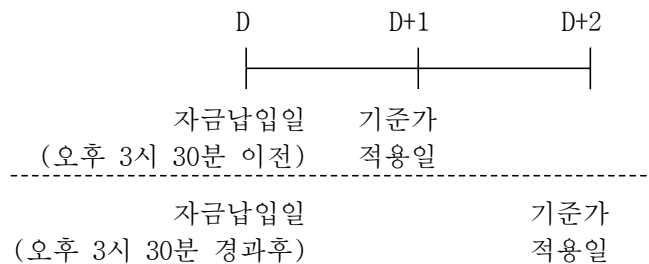 D D+1 D+2
자금납입일 기준가
(오후 3시 30분 이전) 적용일
자금납입일 기준가
(오후 3시 30분 경과후) 적용일